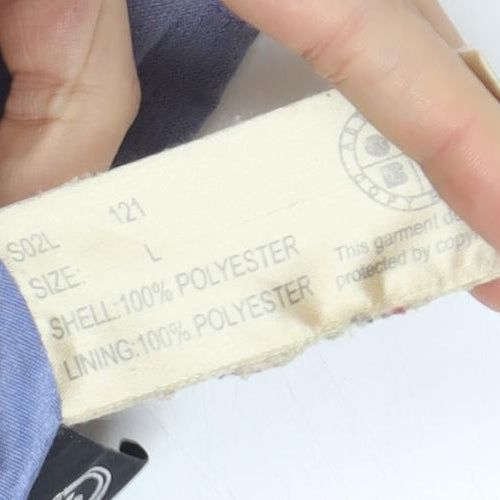 S02L 121
SIZE: L
SHELL:100% POLYESTER
LINING:100% POLYESTER
This garment
protected by